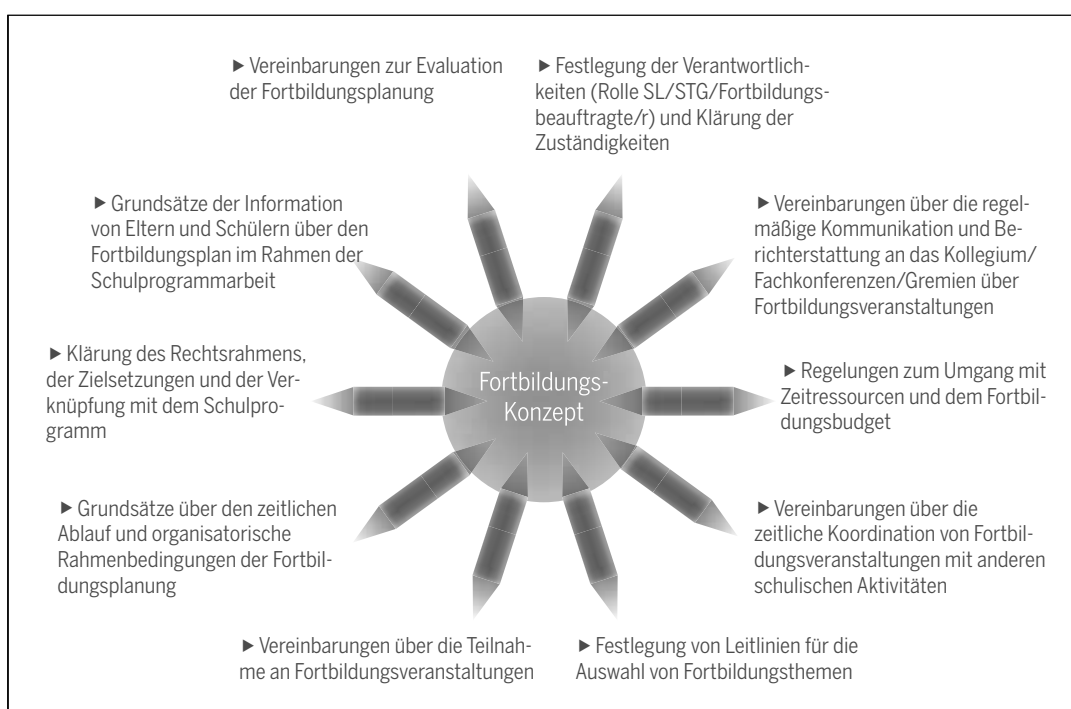 ► Vereinbarungen zur Evaluation
der Fortbildungsplanung
► Festlegung der Verantwortlich-
keiten (Rolle SL/STG/Fortbildungs-
beauftragte/r) und Klärung der
Zuständigkeiten
► Grundsätze der Information
von Eltern und Schülern über den
Fortbildungsplan im Rahmen der
Schulprogrammarbeit
► Vereinbarungen über die regel-
mäßige Kommunikation und Be-
richterstattung an das Kollegium/
Fachkonferenzen/Gremien über
Fortbildungsveranstaltungen
► Klärung des Rechtsrahmens,
der Zielsetzungen und der Ver-
knüpfung mit dem Schulpro-
gramm
Fortbildungs-
Konzept
► Regelungen zum Umgang mit
Zeitressourcen und dem Fortbil-
dungsbudget
► Grundsätze über den zeitlichen
Ablauf und organisatorische
Rahmenbedingungen der Fortbil-
dungsplanung
► Vereinbarungen über die
zeitliche Koordination von Fortbil-
dungsveranstaltungen mit anderen
schulischen Aktivitäten
► Vereinbarungen über die Teilnah-
me an Fortbildungsveranstaltungen
► Festlegung von Leitlinien für die
Auswahl von Fortbildungsthemen